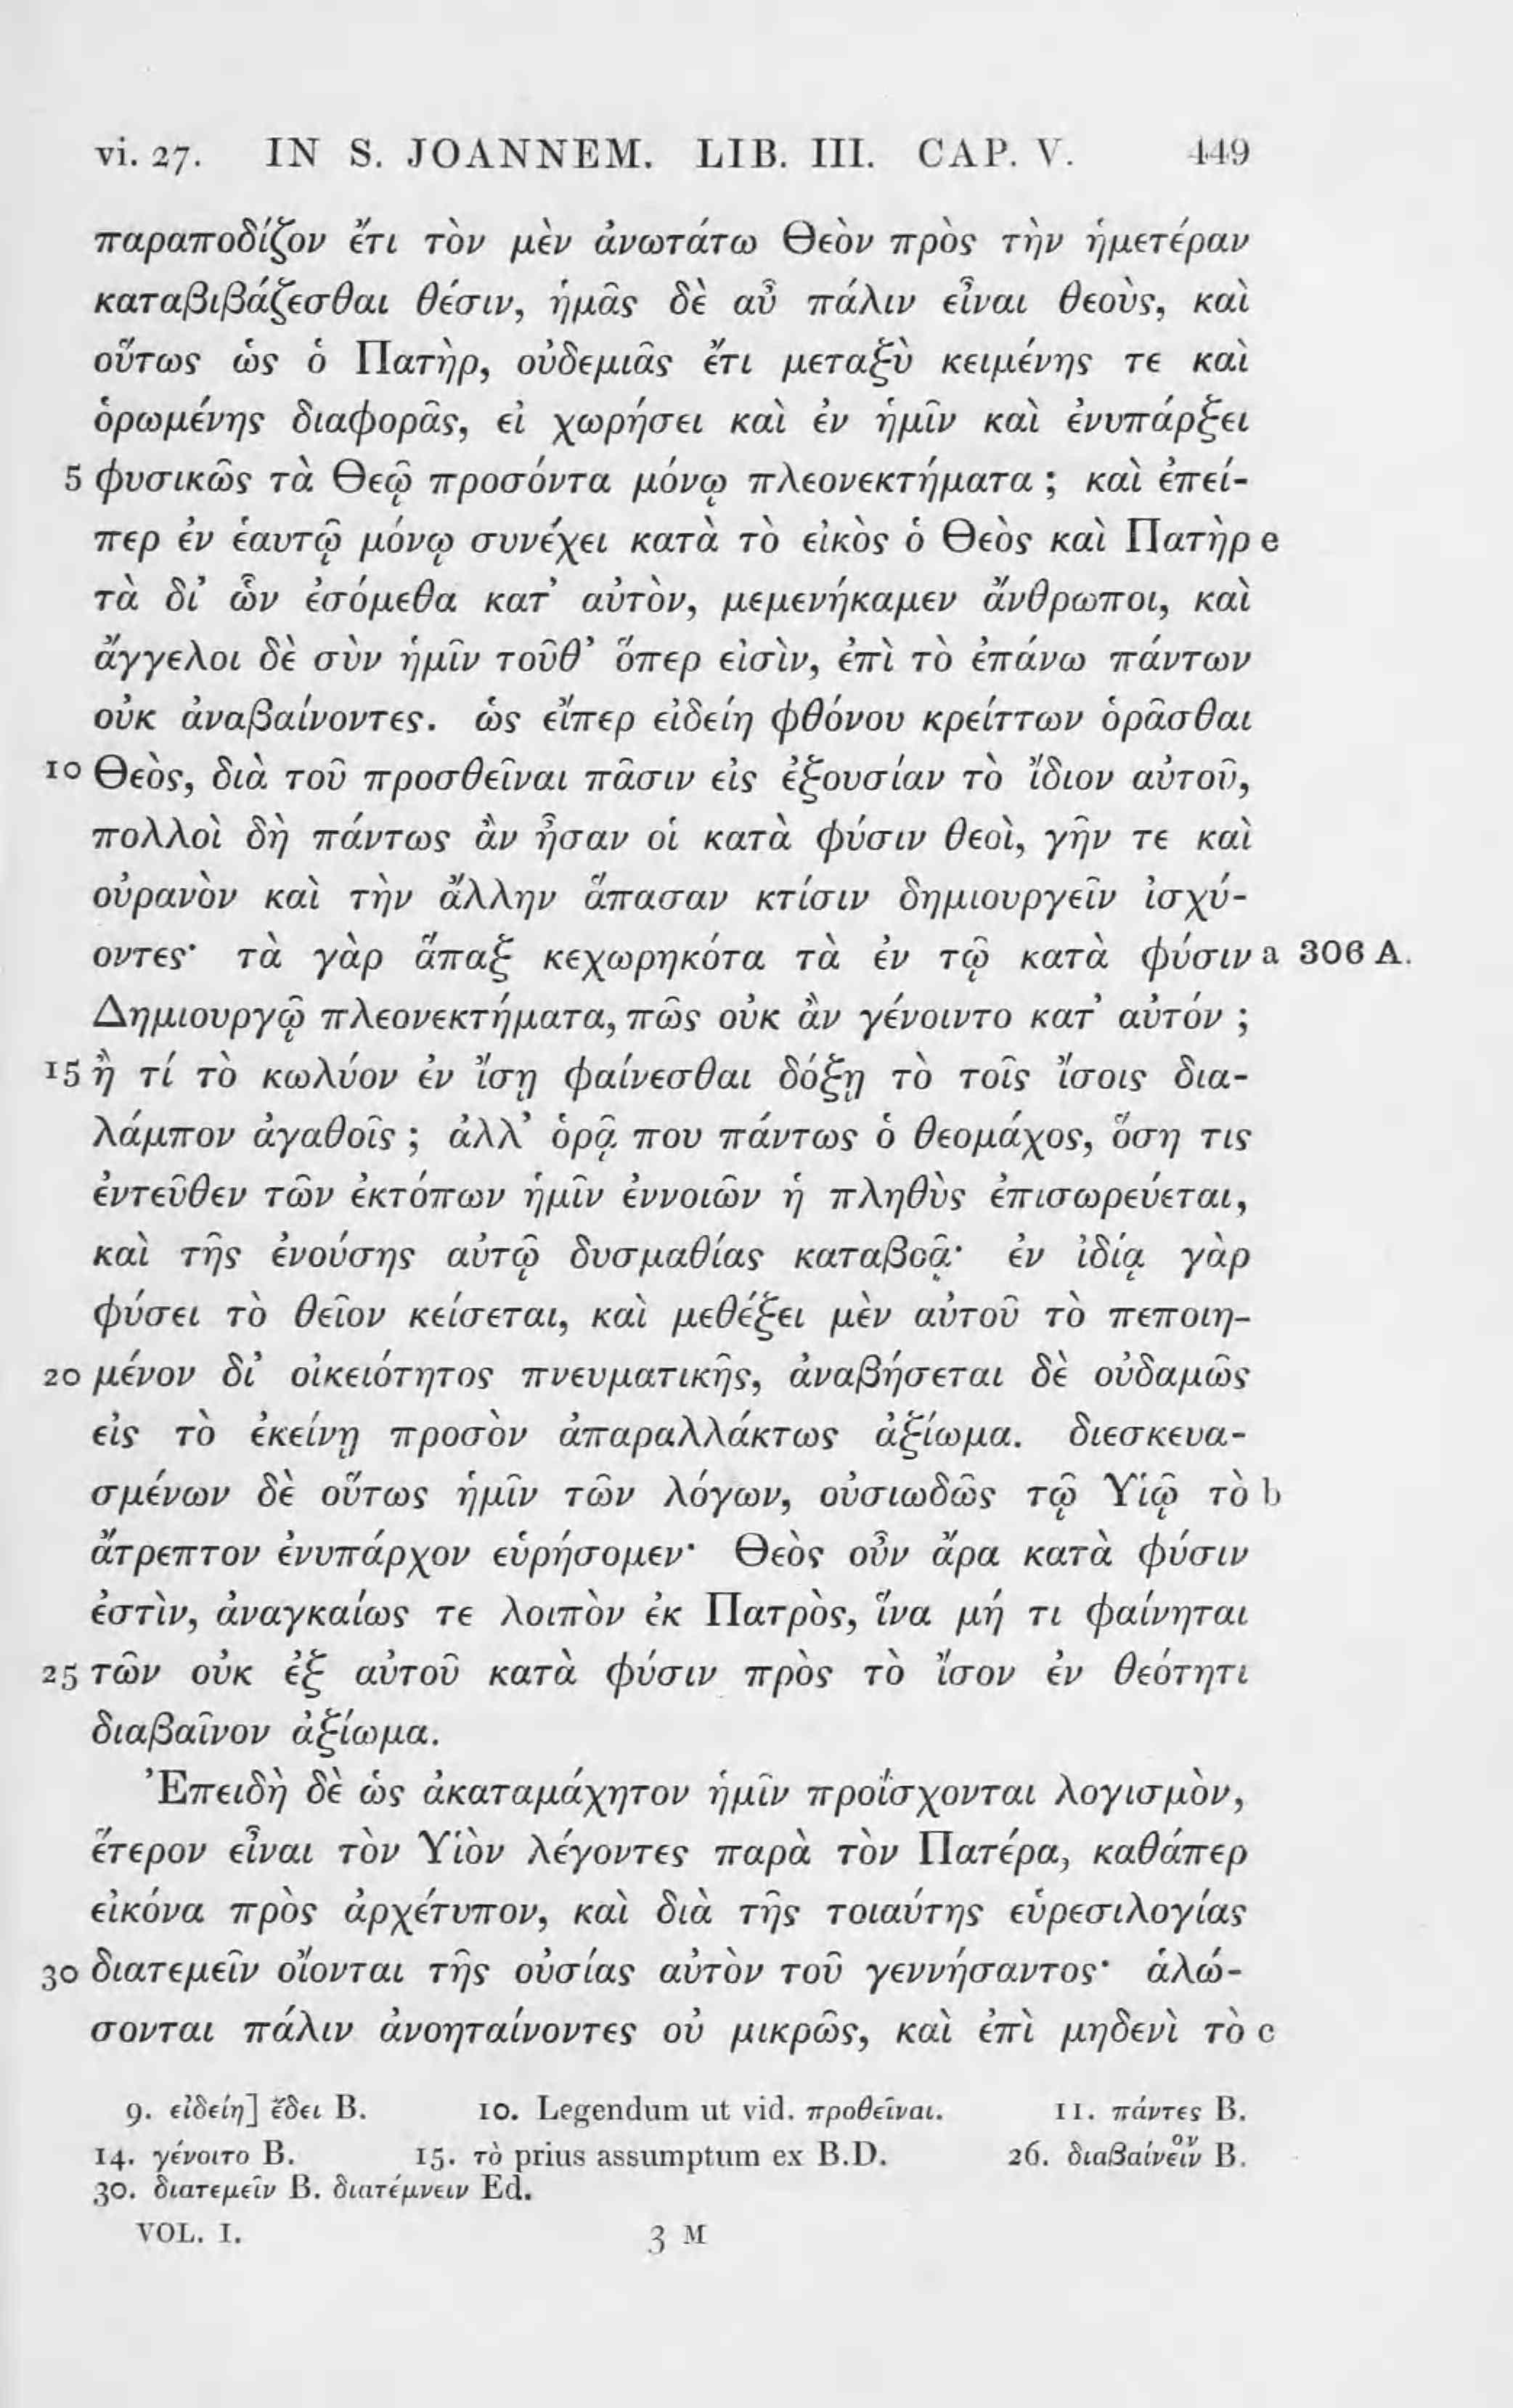 vi. 27. IN S. JOANNEM. LIB. III. CAP. V. 449
παραποδίζον ἔτι τὸν μὲν ἀνωτάτω Θεὸν πρὸς τὴν ἡμετέραν
καταβιβάζεσθαι θέσιν, ἡμᾶς δὲ αὖ πάλιν εἶναι θεοὺς, καὶ
οὕτως ὡς ὁ Πατὴρ, οὐδεμιᾶς ἔτι μεταξὺ κειμένης τε καὶ
ὁρωμένης διαφορᾶς, εἰ χωρήσει καὶ ἐν ἡμῖν καὶ ἐνυπάρξει
5 φυσικῶς τὰ Θεῷ προσόντα μόνῳ πλεονεκτήματα ; καὶ ἐπεί-
περ ἐν ἑαυτῷ μόνῳ συνέχει κατὰ τὸ εἰκὸς ὁ Θεὸς καὶ Πατὴρ e
τὰ δι’ ὧν ἐσόμεθα κατ’ αὐτὸν, μεμενήκαμεν ἄνθρωποι, καὶ
ἄγγελοι δὲ σὺν ἡμῖν τοῦθ’ ὅπερ εἰσὶν, ἐπὶ τὸ ἐπάνω πάντων
οὐκ ἀναβαίνοντες. ὡς εἴπερ εἰδείη φθόνου κρείττων ὁρᾶσθαι
10 Θεὸς, διὰ τοῦ προσθεῖναι πᾶσιν εἰς ἐξουσίαν τὸ ἴδιον αὐτοῦ,
πολλοὶ δὴ πάντως ἂν ἦσαν οἱ κατὰ φύσιν θεοὶ, γῆν τε καὶ
οὐρανὸν καὶ τὴν ἄλλην ἅπασαν κτίσιν δημιουργεῖν ἰσχύ-
οντες· τὰ γὰρ ἅπαξ κεχωρηκότα τὰ ἐν τῷ κατὰ φύσιν a 306 A.
Δημιουργῷ πλεονεκτήματα, πῶς οὐκ ἂν γένοιντο κατ’ αὐτόν ;
15 ἢ τί τὸ κωλύον ἐν ἴσῃ φαίνεσθαι δόξῃ τὸ τοῖς ἴσοις δια-
λάμπον ἀγαθοῖς ; ἀλλ’ ὁρᾷ που πάντως ὁ θεομάχος, ὅση τις
ἐντεῦθεν τῶν ἐκτόπων ἡμῖν ἐννοιῶν ἡ πληθὺς ἐπισωρεύεται,
καὶ τῆς ἐνούσης αὐτῷ δυσμαθίας καταβοᾷ· ἐν ἰδίᾳ γὰρ
φύσει τὸ θεῖον κείσεται, καὶ μεθέξει μὲν αὐτοῦ τὸ πεποιη-
20 μένον δι’ οἰκειότητος πνευματικῆς, ἀναβήσεται δὲ οὐδαμῶς
εἰς τὸ ἐκείνῃ προσὸν ἀπαραλλάκτως ἀξίωμα. διεσκευα-
σμένων δὲ οὕτως ἡμῖν τῶν λόγων, οὐσιωδῶς τῷ Υἱῷ τὸ b
ἄτρεπτον ἐνυπάρχον εὑρήσομεν· Θεὸς οὖν ἄρα κατὰ φύσιν
ἐστὶν, ἀναγκαίως τε λοιπὸν ἐκ Πατρὸς, ἵνα μή τι φαίνηται
25 τῶν οὐκ ἐξ αὐτοῦ κατὰ φύσιν πρὸς τὸ ἴσον ἐν θεότητι
διαβαῖνον ἀξίωμα.
Ἐπειδὴ δὲ ὡς ἀκαταμάχητον ἡμῖν προΐσχονται λογισμὸν,
ἕτερον εἶναι τὸν Υἱὸν λέγοντες παρὰ τὸν Πατέρα, καθάπερ
εἰκόνα πρὸς ἀρχέτυπον, καὶ διὰ τῆς τοιαύτης εὑρεσιλογίας
30 διατεμεῖν οἴονται τῆς οὐσίας αὐτὸν τοῦ γεννήσαντος· ἁλώ-
σονται πάλιν ἀνοηταίνοντες οὐ μικρῶς, καὶ ἐπὶ μηδενὶ τὸ c
9. εἰδείη] ἔδει B. 10. Legendum ut vid. προθεῖναι. 11. πάντες B.
14. γένοιτο B. 15. τὸ prius assumptum ex B.D. 26. διαβαίνεῖν ον B.
30. διατεμεῖν B. διατέμνειν Ed.
VOL. I. 3 M